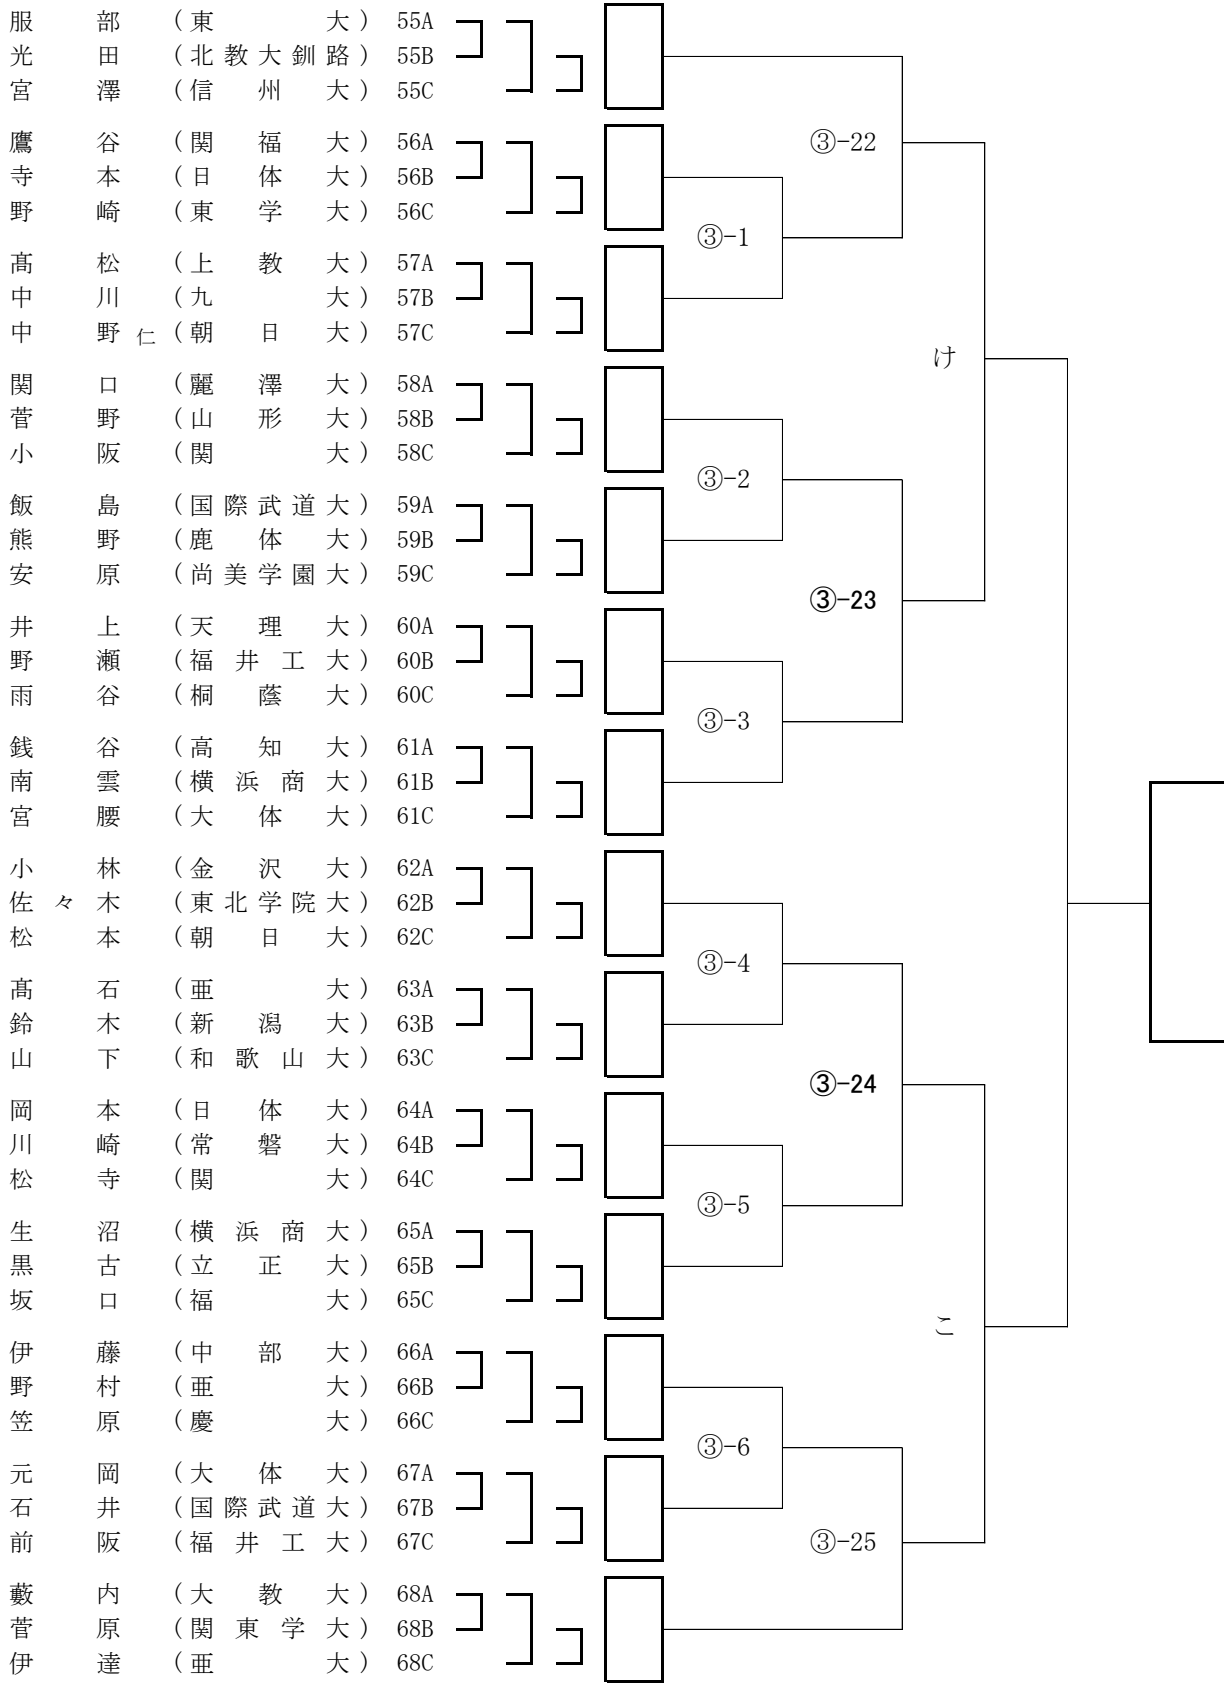 服部（東大）55A
光田（北教大釧路）55B
宮澤（信州大）55C
鷹谷（関福大）56A
寺本（日体大）56B
野崎（東学大）56C
髙松（上教大）57A
中川（九大）57B
中野仁（朝日大）57C
関口（麗澤大）58A
菅野（山形大）58B
小阪（関大）58C
飯島（国際武道大）59A
熊野（鹿体大）59B
安原（尚美学園大）59C
井上（天理大）60A
野瀬（福井工大）60B
雨谷（桐蔭大）60C
銭谷（高知大）61A
南雲（横浜商大）61B
宮腰（大体大）61C
小林（金沢大）62A
佐々木（東北学院大）62B
松本（朝日大）62C
髙石（亜大）63A
鈴木（新潟大）63B
山下（和歌山大）63C
岡本（日体大）64A
川崎（常磐大）64B
松寺（関大）64C
生沼（横浜商大）65A
黒古（立正大）65B
坂口（福大）65C
伊藤（中部大）66A
野村（亜大）66B
笠原（慶大）66C
元岡（大体大）67A
石井（国際武道大）67B
前阪（福井工大）67C
藪内（大教大）68A
菅原（関東学大）68B
伊達（亜大）68C
③-1
③-2
③-3
③-4
③-5
③-6
③-22
③-23
③-24
③-25
け
こ